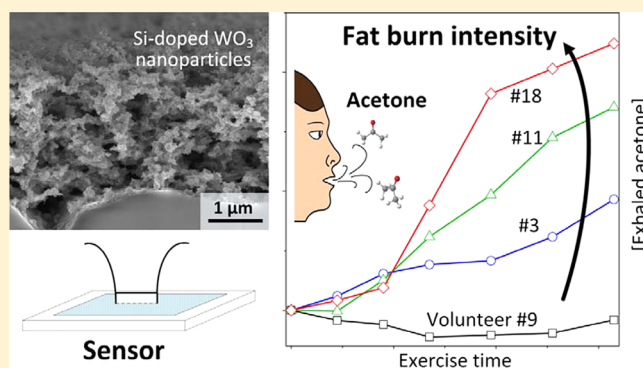 Si-doped WO3
nanoparticles
1 µm
Sensor
Fat burn intensity
Acetone
#18
#11
#3
Volunteer #9
Exercise time
[Exhaled acetone]